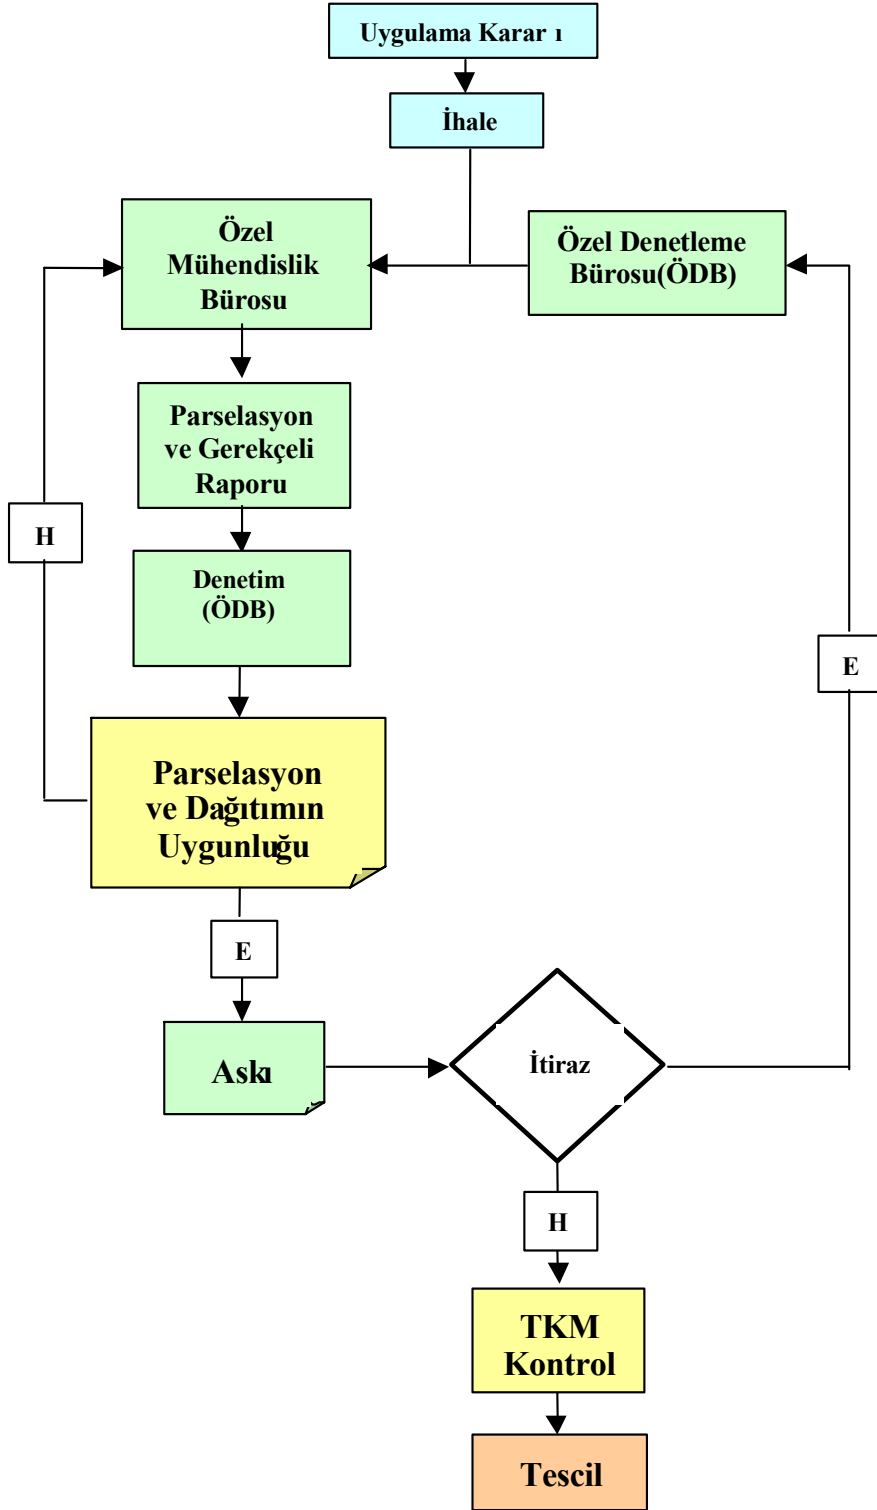 Uygulama Karar ı
İhale
Özel
Mühendislik
Bürosu
Özel Denetleme
Bürosu(ÖDB)
Parselasyon
ve Gerekçeli
Raporu
H
Denetim
(ÖDB)
E
Parselasyon
ve Dağıtımın
Uygunluğu
E
Askı
İtiraz
H
TKM
Kontrol
Tescil